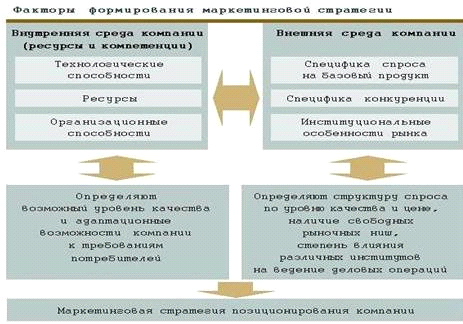 Факторы формирования маркетинговой стратегии
Внутренняя среда компании
(ресурсы и компетенции)
Технологические
способности
Ресурсы
Организационные
способности
Внешняя среда компании
Специфика спроса
на базовый продукт
Специфика конкуренции
Институциональные
особенности рынка
Определяют
возможный уровень качества
и адаптационные
возможности компании
к требованиям
потребителей
Определяют структуру спроса
по уровню качества и цене,
наличие свободных
рыночных ниш,
степень влияния
различных институтов
на ведение деловых операций
Маркетинговая стратегия позиционирования компании